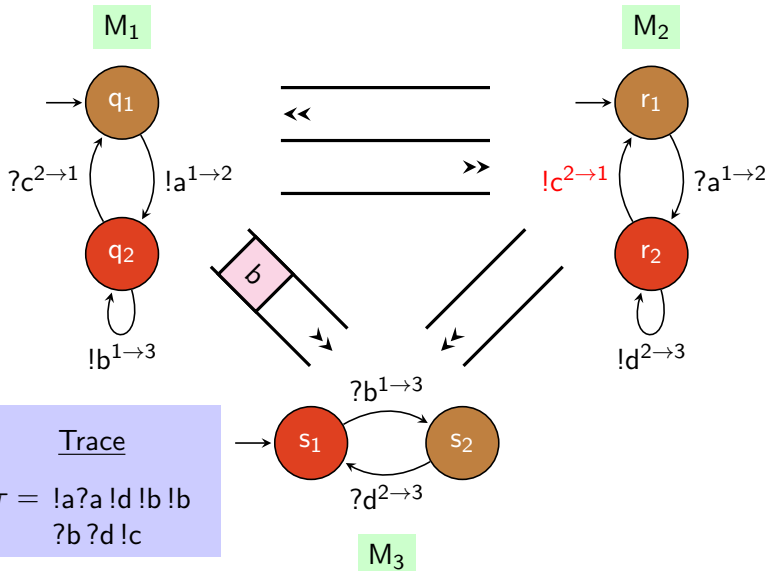 M₁ M₂
q₁ r₁
?c²→¹ !a¹→² !c²→¹ ?a¹→²
q₂ r₂
b
!b¹→³ !d²→³
?b¹→³
s₁ s₂
?d²→³
Trace
= !a?a !d !b !b
?b ?d !c
M₃